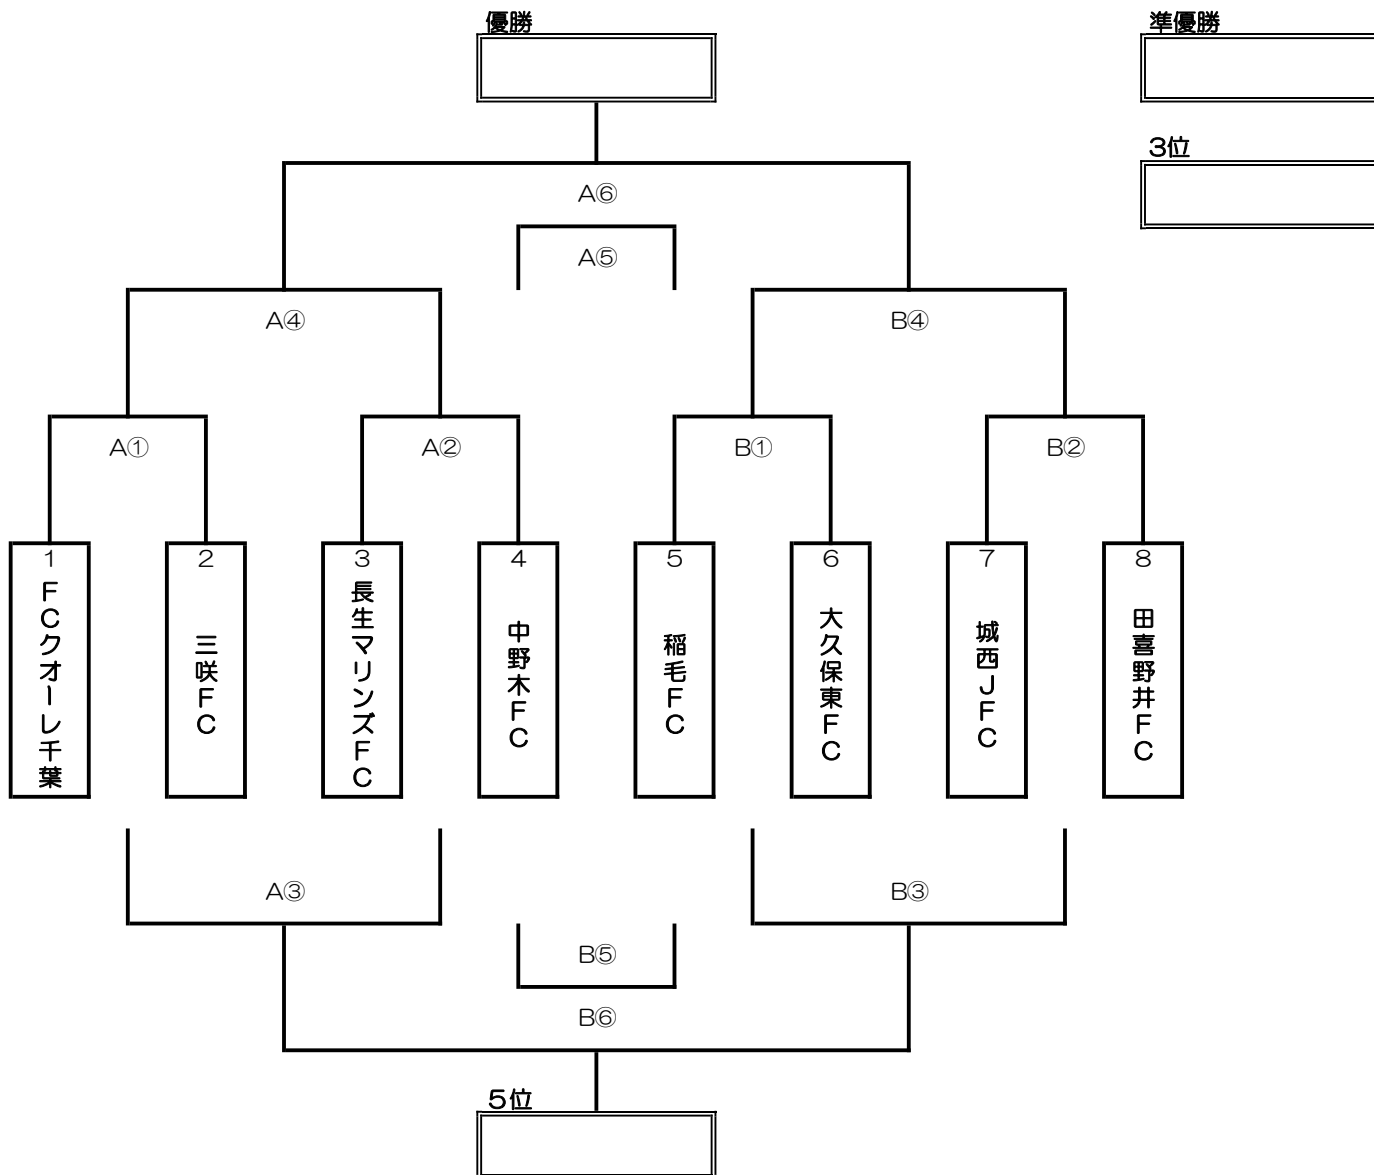 優勝
準優勝
3位
A⑥
A⑤
A④
B④
A①
A②
B①
B②
1
FCクオーレ千葉
2
三咲FC
3
長生マリンズFC
4
中野木FC
5
稲毛FC
6
大久保東FC
7
城西JFC
8
田喜野井FC
A③
B③
B⑤
B⑥
5位